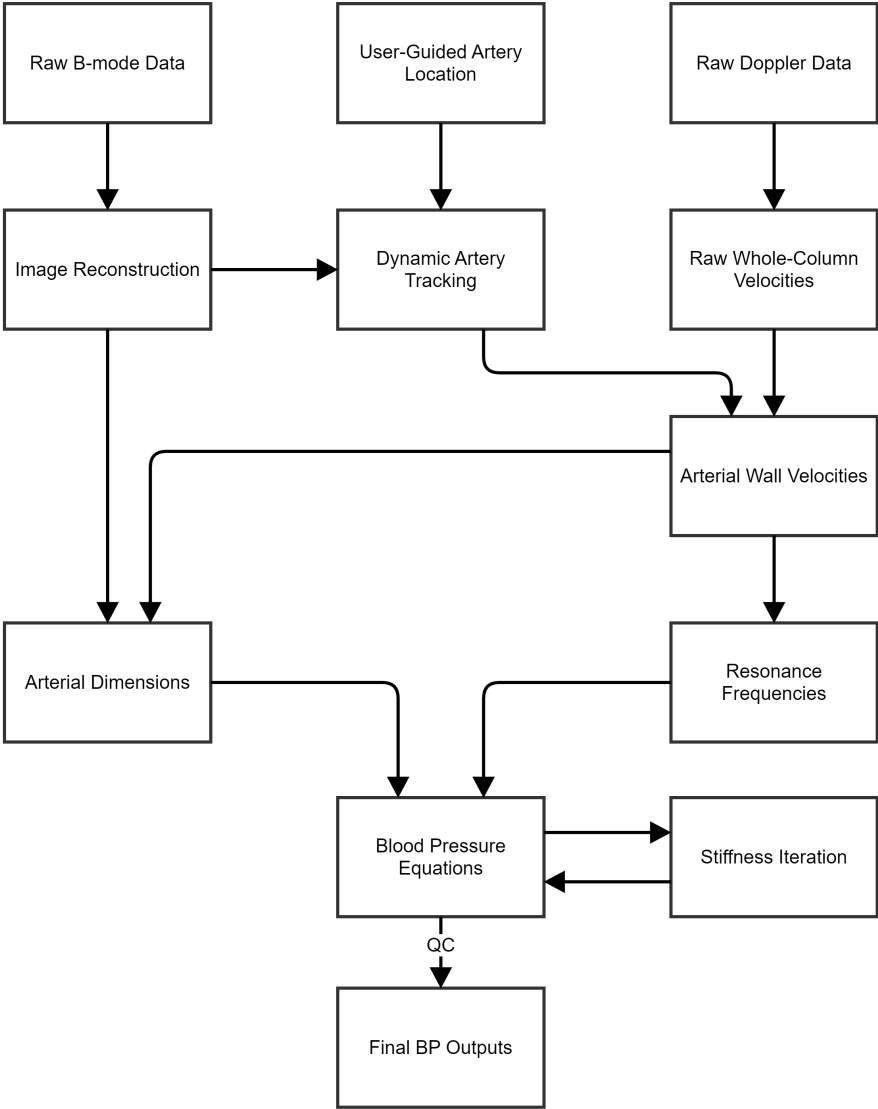 Raw B-mode Data
User-Guided Artery
Location
Raw Doppler Data
Image Reconstruction
Dynamic Artery
Tracking
Raw Whole-Column
Velocities
Arterial Wall Velocities
Arterial Dimensions
Resonance
Frequencies
Blood Pressure
Equations
Stiffness Iteration
QC
Final BP Outputs